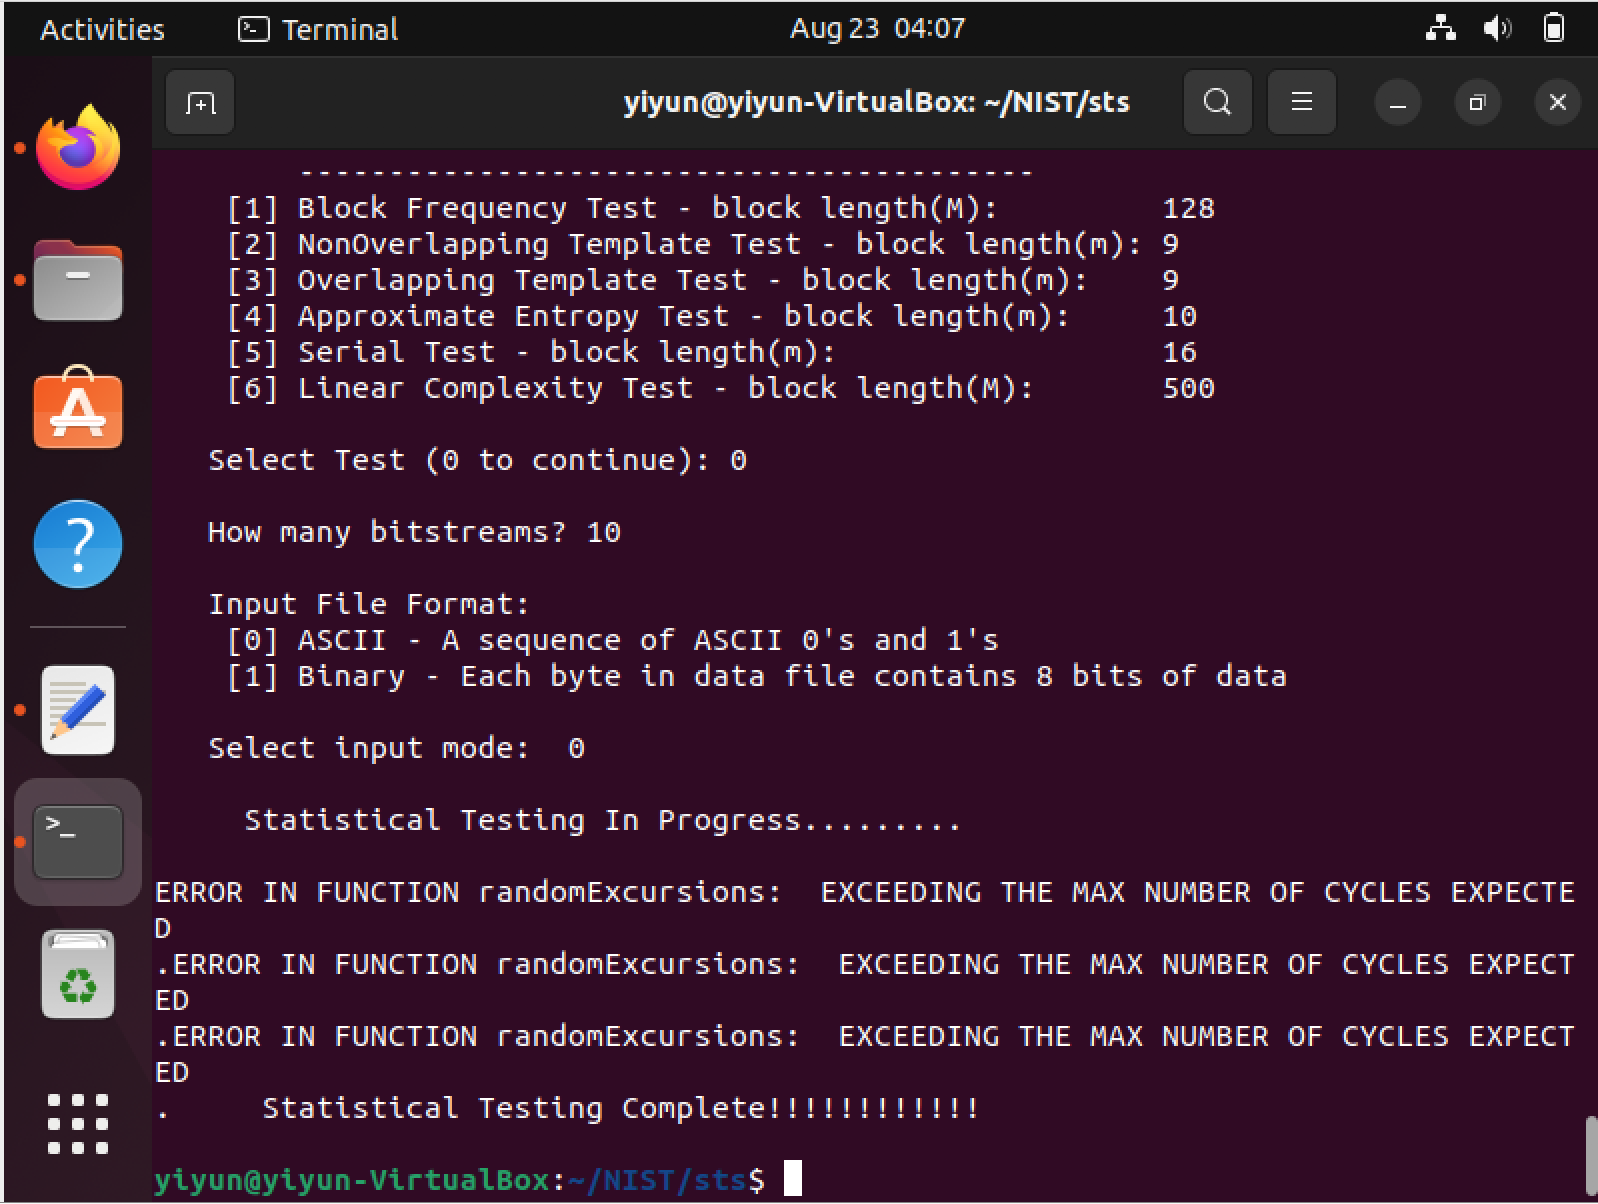 Activities Terminal Aug 23 04:07
yiyun@yiyun-VirtualBox: ~/NIST/sts
-----------------------------------------
[1] Block Frequency Test - block length(M): 128
[2] NonOverlapping Template Test - block length(m): 9
[3] Overlapping Template Test - block length(m): 9
[4] Approximate Entropy Test - block length(m): 10
[5] Serial Test - block length(m): 16
[6] Linear Complexity Test - block length(M): 500
Select Test (0 to continue): 0
How many bitstreams? 10
Input File Format:
[0] ASCII - A sequence of ASCII 0's and 1's
[1] Binary - Each byte in data file contains 8 bits of data
Select input mode: 0
Statistical Testing In Progress.........
ERROR IN FUNCTION randomExcursions: EXCEEDING THE MAX NUMBER OF CYCLES EXPECTE
D
.ERROR IN FUNCTION randomExcursions: EXCEEDING THE MAX NUMBER OF CYCLES EXPECT
ED
.ERROR IN FUNCTION randomExcursions: EXCEEDING THE MAX NUMBER OF CYCLES EXPECT
ED
. Statistical Testing Complete!!!!!!!!!!!!
yiyun@yiyun-VirtualBox:~/NIST/sts$